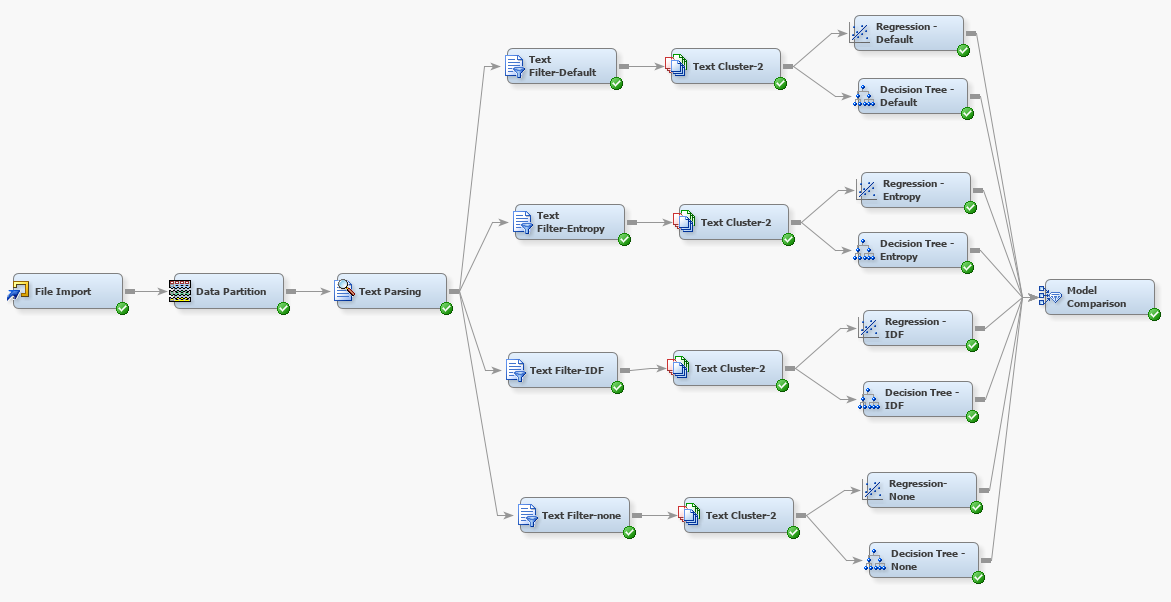 File Import
Data Partition
Text Parsing
Text
Filter-Default
Text Cluster-2
Regression -
Default
Decision Tree -
Default
Text
Filter-Entropy
Text Cluster-2
Regression -
Entropy
Decision Tree -
Entropy
Text Filter-IDF
Text Cluster-2
Regression -
IDF
Decision Tree -
IDF
Text Filter-none
Text Cluster-2
Regression-
None
Decision Tree -
None
Model
Comparison